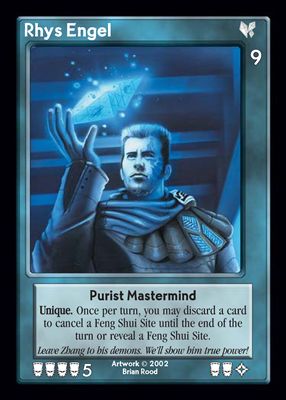 Rhys Engel
9
Purist Mastermind
Unique. Once per turn, you may discard a card
to cancel a Feng Shui Site until the end of the
turn or reveal a Feng Shui Site.
Leave Zhang to his demons. We'll show him true power!
5
Artwork © 2002
Brian Rood